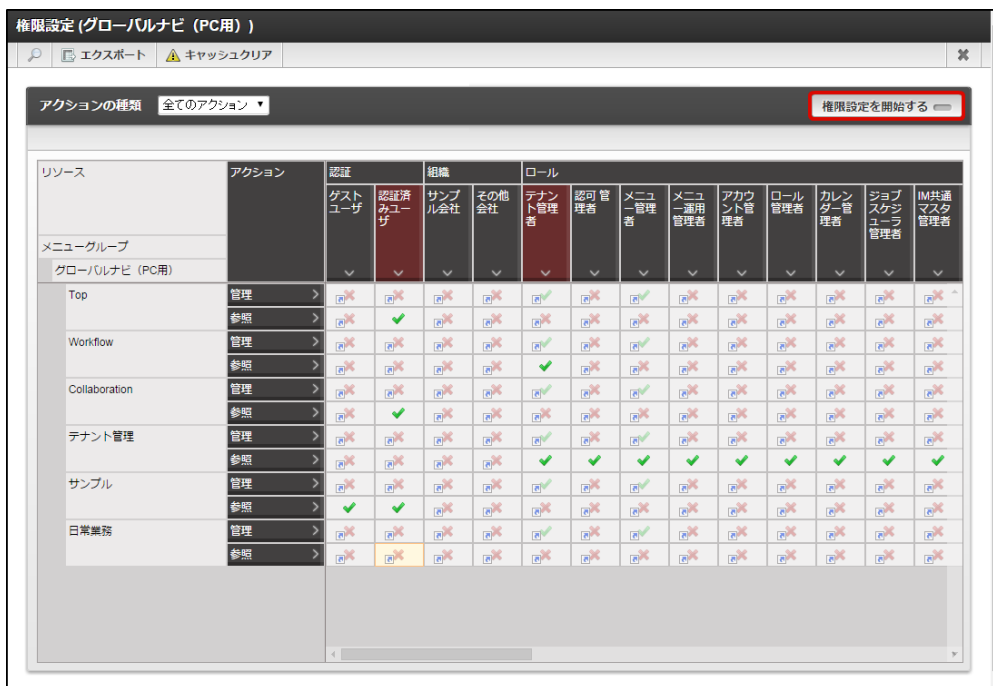 権限設定 (グローバルナビ（PC用）)
エクスポート キャッシュクリア
アクションの種類 全てのアクション 権限設定を開始する
リソース アクション 認証 組織 ロール
ゲストユーザ 認証済みユーザ サンプル会社 その他会社 テナント管理者 認可 管理者 メニュー管理者 メニュー運用管理者 アカウント管理者 ロール管理者 カレンダー管理者 ジョブスケジューラ管理者 IM共通マスタ管理者
メニューグループ
グローバルナビ（PC用）
Top 管理
参照
Workflow 管理
参照
Collaboration 管理
参照
テナント管理 管理
参照
サンプル 管理
参照
日常業務 管理
参照